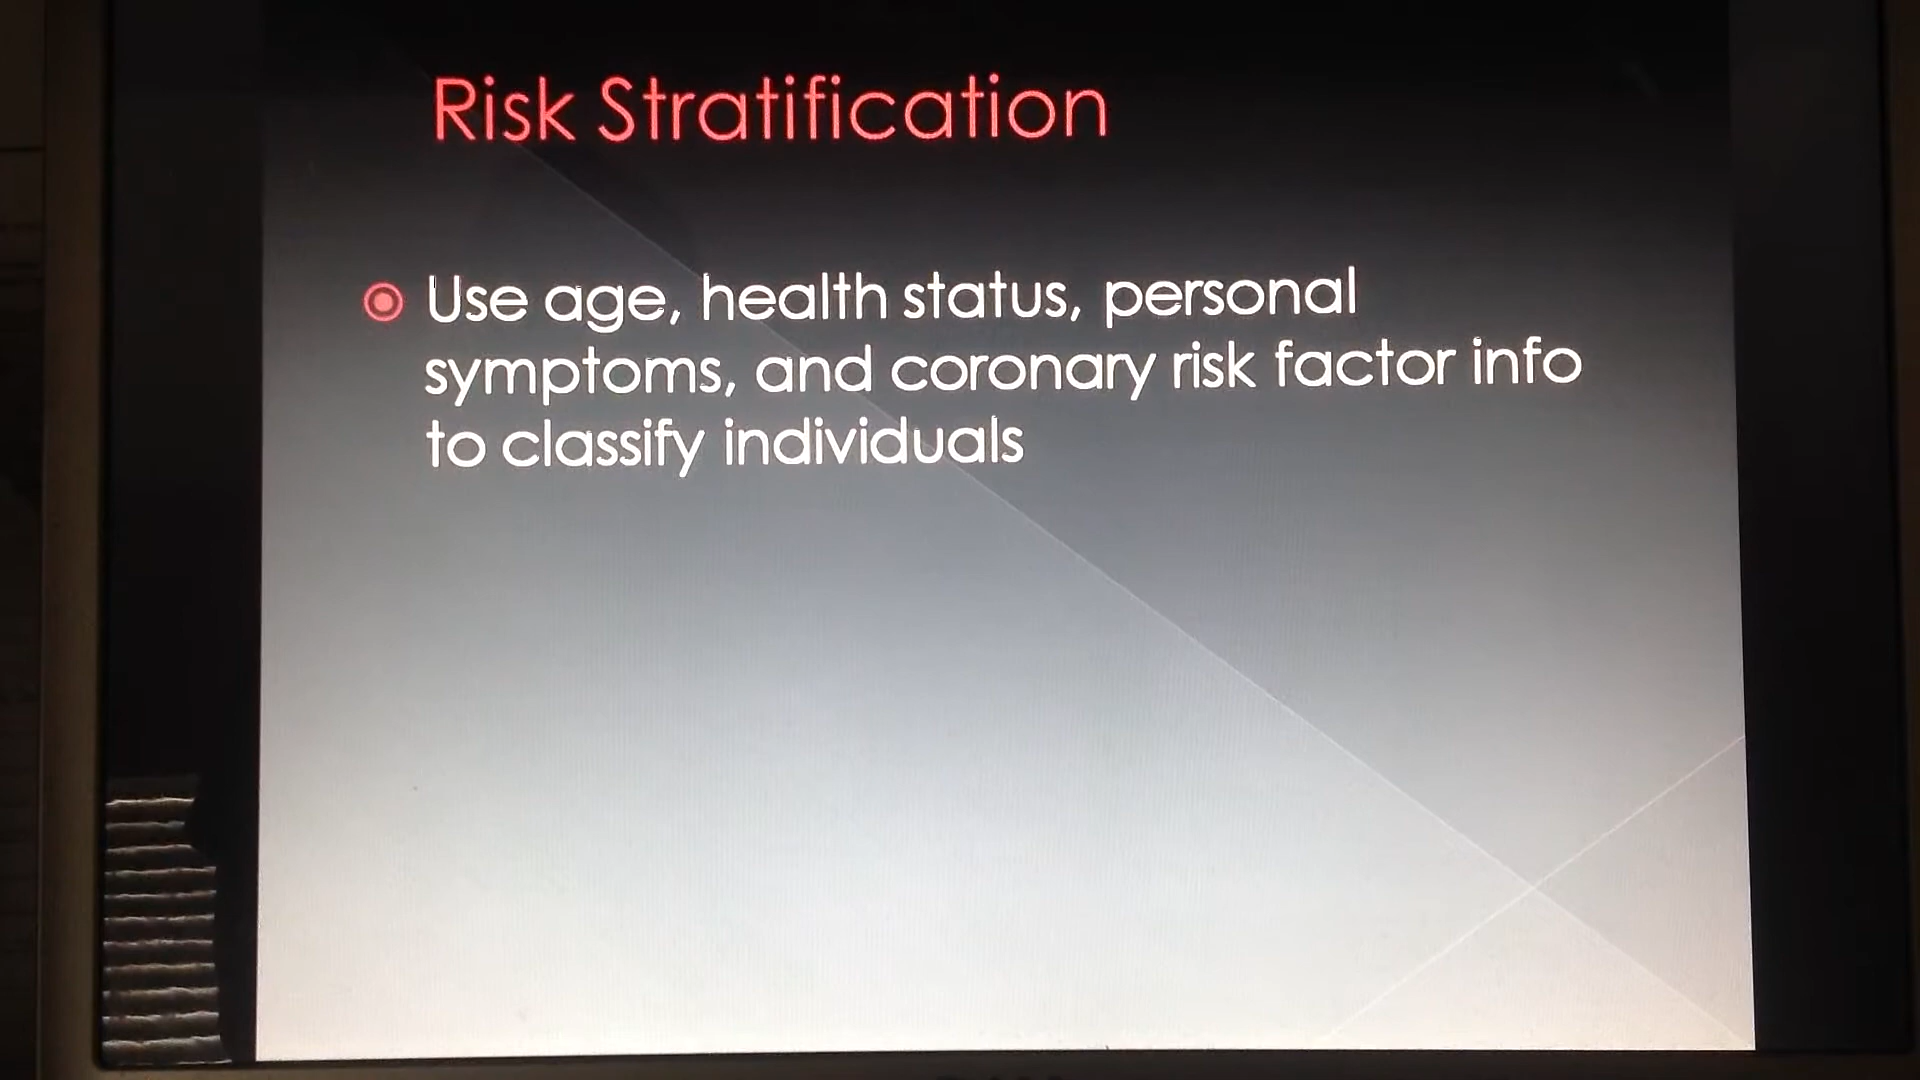 Risk Stratification
Use age, health status, personal
symptoms, and coronary risk factor info
to classify individuals